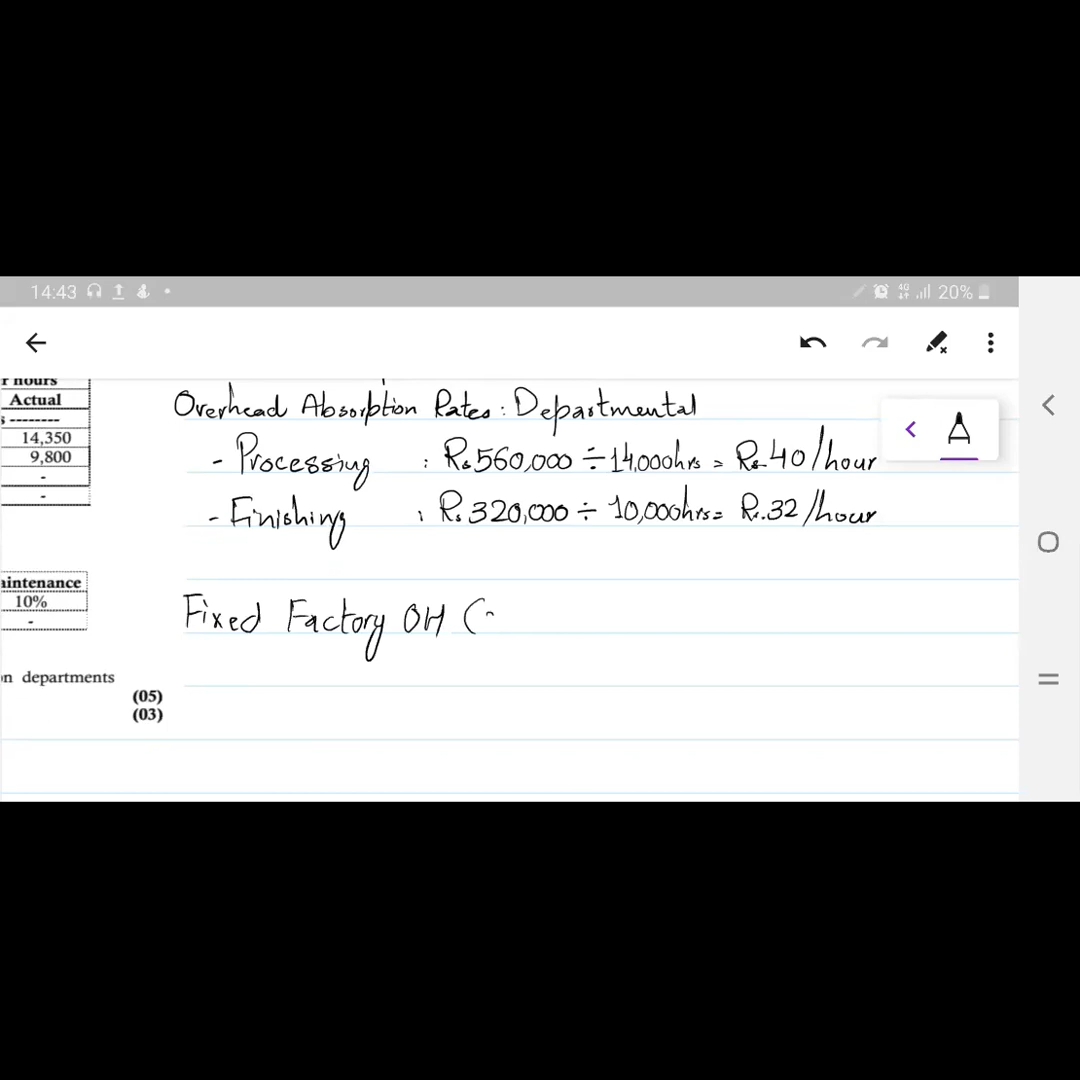 14:43 4G 20%
r hours
Actual
s --------
14,350
9,800
-
-
aintenance
10%
-
n departments
(05)
(03)
Overhead Absorption Rates : Departmental
- Processing : Rs.560,000 ÷ 14,000hrs = Rs.40/hour
- Finishing : Rs.320,000 ÷ 10,000hrs = Rs.32/hour
Fixed Factory OH (